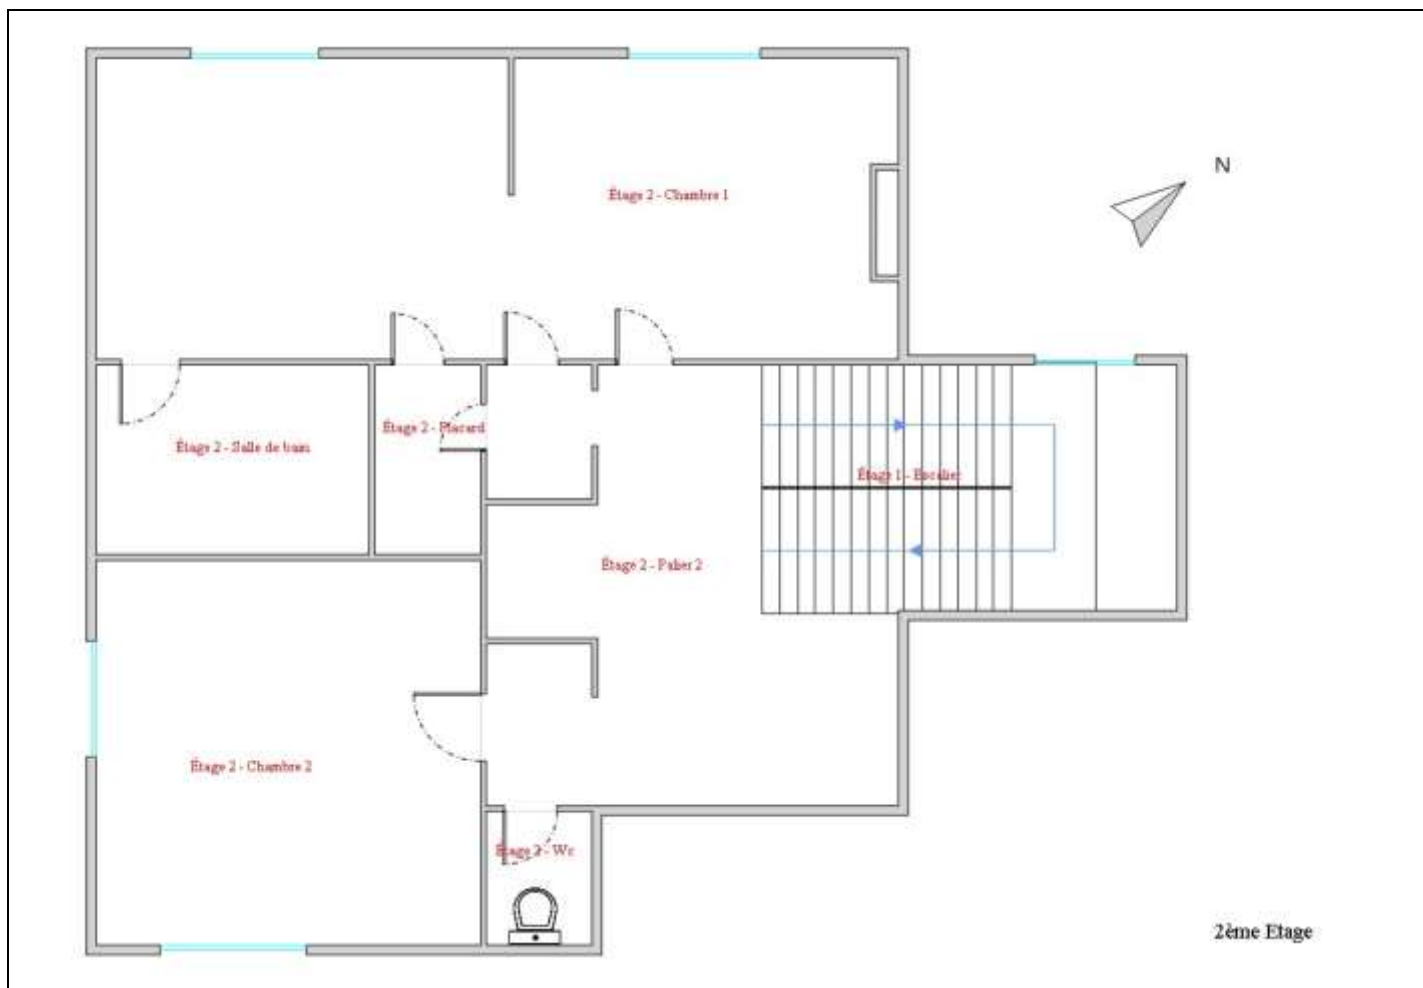 N
Étage 2 - Chambre 1
Étage 2 - Placard
Étage 2 - Salle de bain
Étage 1 - Escalier
Étage 2 - Palier 2
Étage 2 - Chambre 2
Étage 2 - Wc
2ème Etage